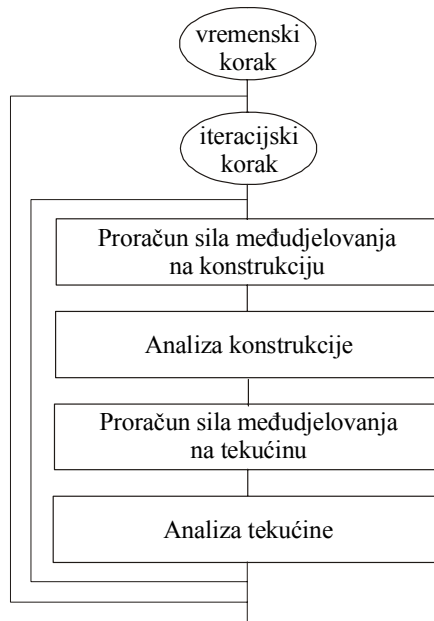 vremenski
korak
iteracijski
korak
Proračun sila međudjelovanja
na konstrukciju
Analiza konstrukcije
Proračun sila međudjelovanja
na tekućinu
Analiza tekućine